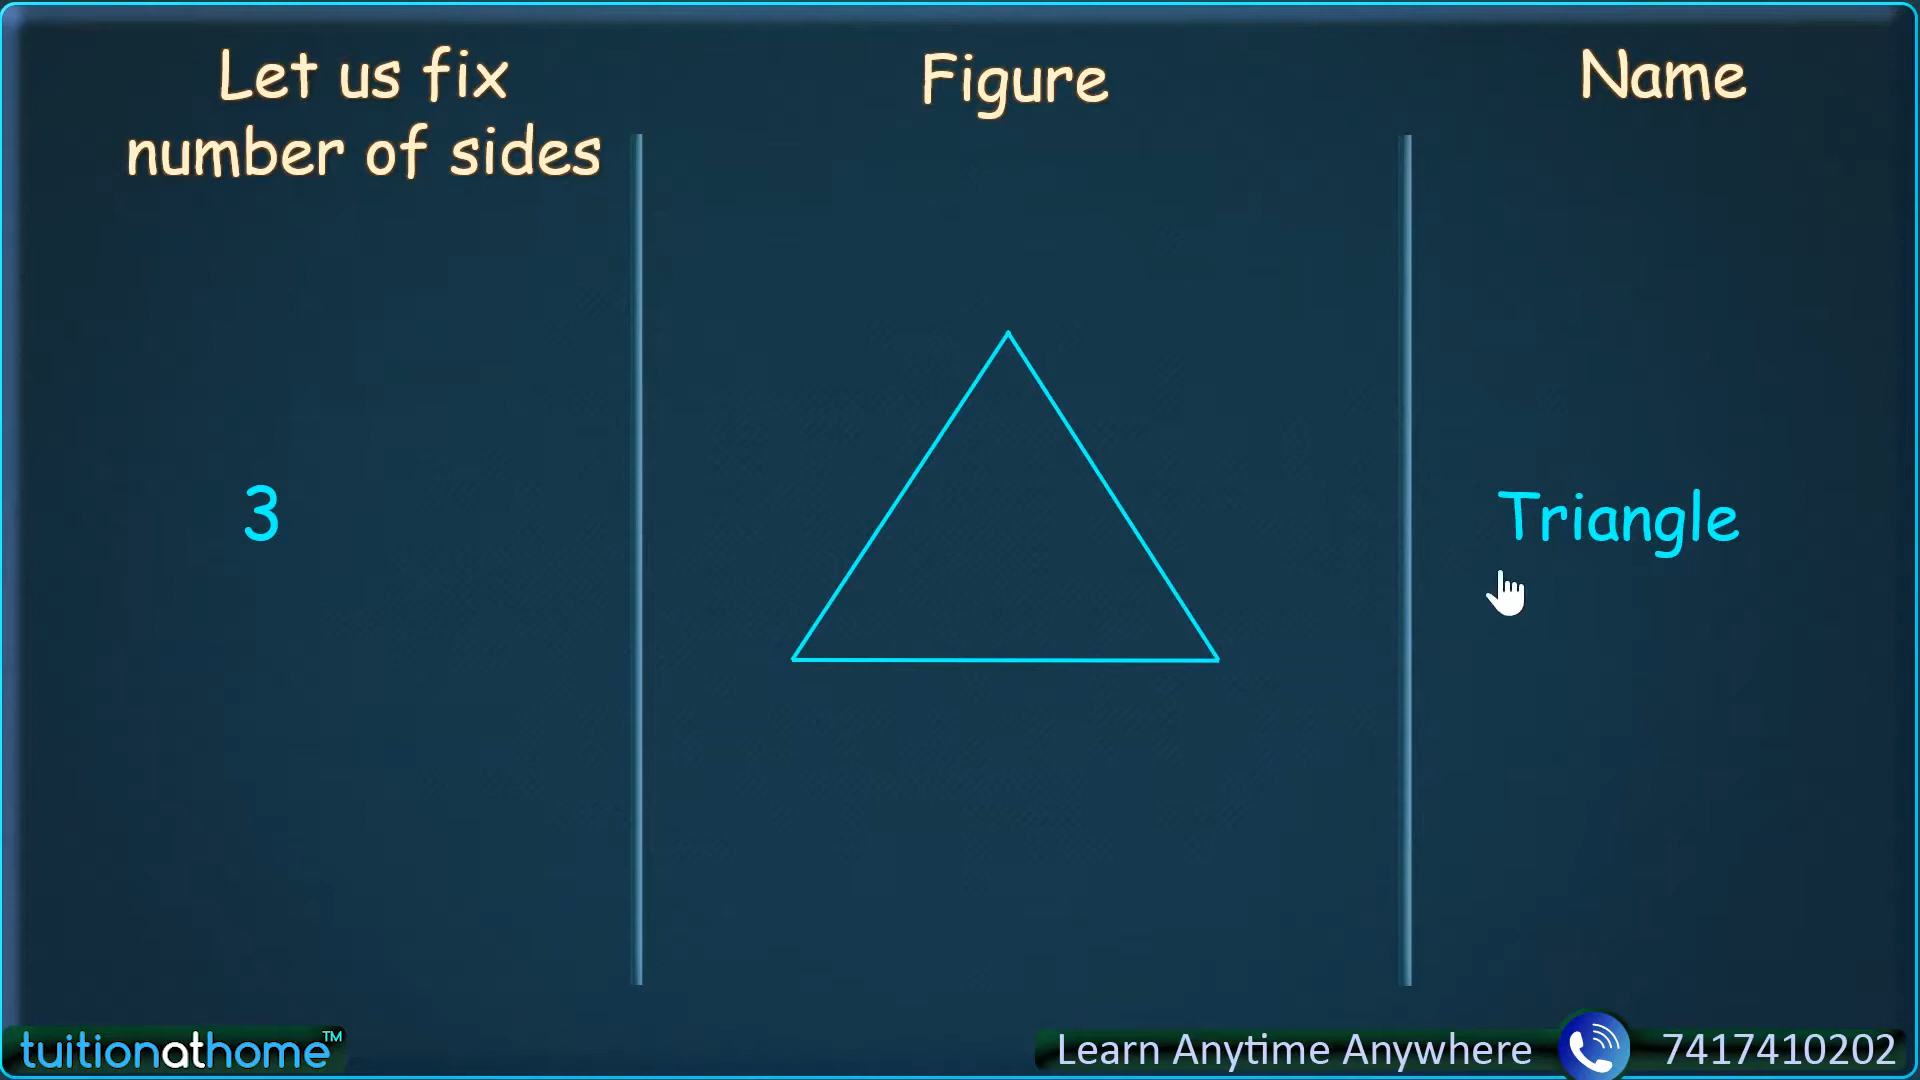 Let us fix
number of sides
Figure
Name
3
Triangle
tuitionathome™
Learn Anytime Anywhere
7417410202